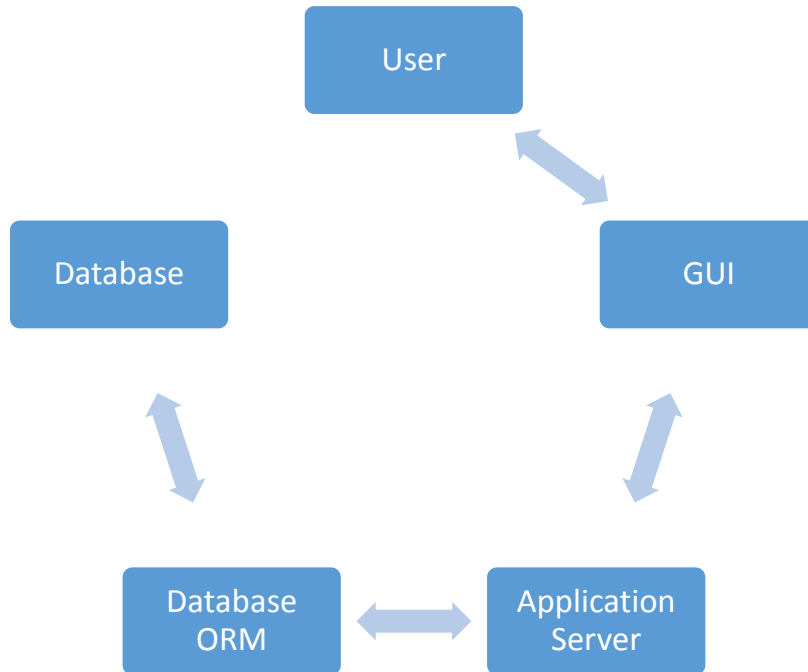 User
Database
GUI
Database
ORM
Application
Server